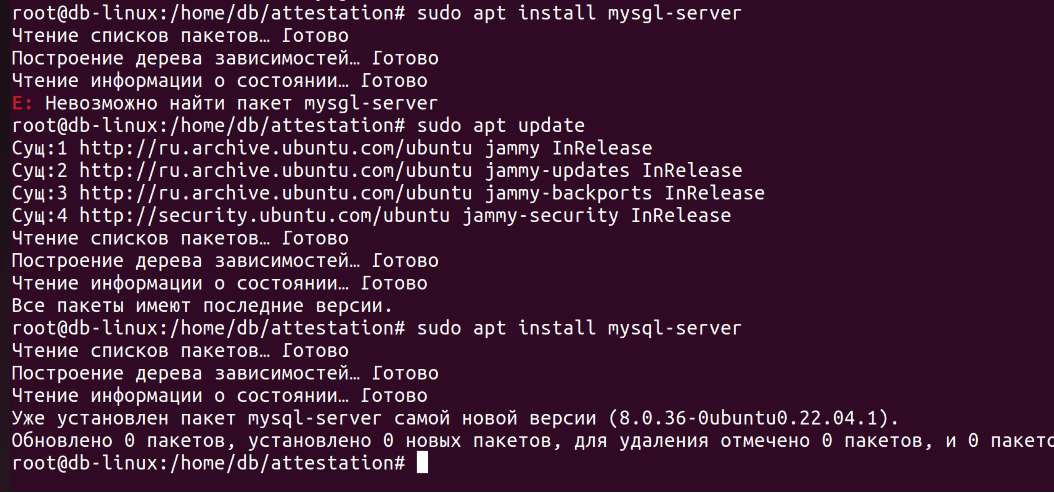 root@db-linux:/home/db/attestation# sudo apt install mysgl-server
Чтение списков пакетов… Готово
Построение дерева зависимостей… Готово
Чтение информации о состоянии… Готово
E: Невозможно найти пакет mysgl-server
root@db-linux:/home/db/attestation# sudo apt update
Сущ:1 http://ru.archive.ubuntu.com/ubuntu jammy InRelease
Сущ:2 http://ru.archive.ubuntu.com/ubuntu jammy-updates InRelease
Сущ:3 http://ru.archive.ubuntu.com/ubuntu jammy-backports InRelease
Сущ:4 http://security.ubuntu.com/ubuntu jammy-security InRelease
Чтение списков пакетов… Готово
Построение дерева зависимостей… Готово
Чтение информации о состоянии… Готово
Все пакеты имеют последние версии.
root@db-linux:/home/db/attestation# sudo apt install mysql-server
Чтение списков пакетов… Готово
Построение дерева зависимостей… Готово
Чтение информации о состоянии… Готово
Уже установлен пакет mysql-server самой новой версии (8.0.36-0ubuntu0.22.04.1).
Обновлено 0 пакетов, установлено 0 новых пакетов, для удаления отмечено 0 пакетов, и 0 пакето
root@db-linux:/home/db/attestation#